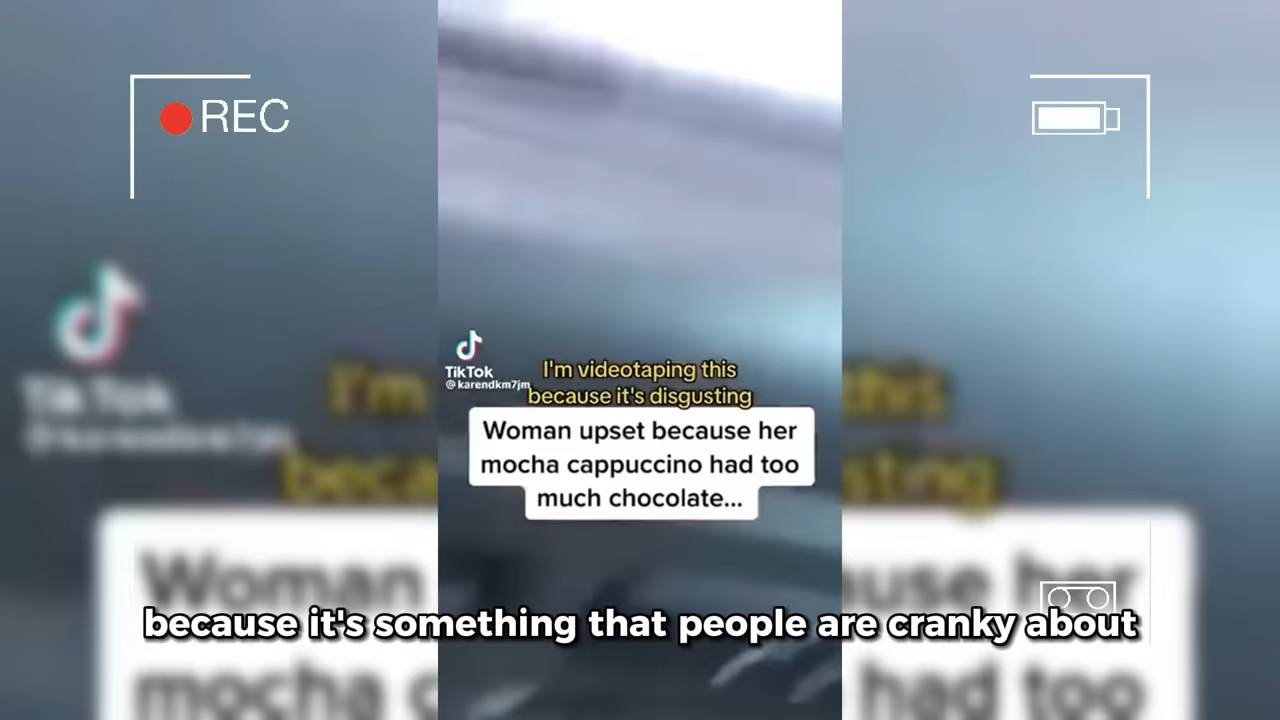 REC
TikTok
@karendkm7jm
I'm videotaping this
because it's disgusting
Woman upset because her
mocha cappuccino had too
much chocolate...
because it's something that people are cranky about